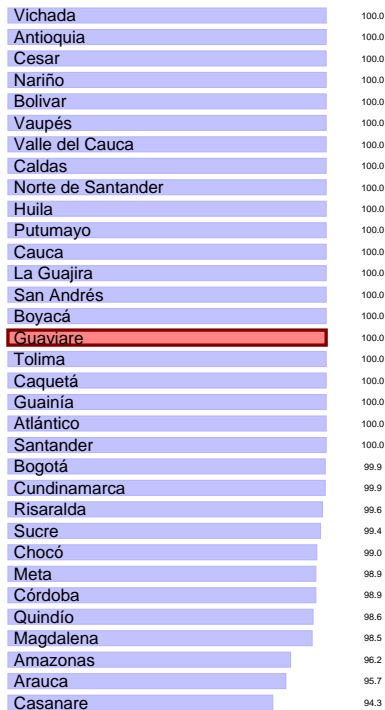 Vichada 100.0
Antioquia 100.0
Cesar 100.0
Nariño 100.0
Bolivar 100.0
Vaupés 100.0
Valle del Cauca 100.0
Caldas 100.0
Norte de Santander 100.0
Huila 100.0
Putumayo 100.0
Cauca 100.0
La Guajira 100.0
San Andrés 100.0
Boyacá 100.0
Guaviare 100.0
Tolima 100.0
Caquetá 100.0
Guainía 100.0
Atlántico 100.0
Santander 100.0
Bogotá 99.9
Cundinamarca 99.9
Risaralda 99.6
Sucre 99.4
Chocó 99.0
Meta 98.9
Córdoba 98.9
Quindío 98.6
Magdalena 98.5
Amazonas 96.2
Arauca 95.7
Casanare 94.3